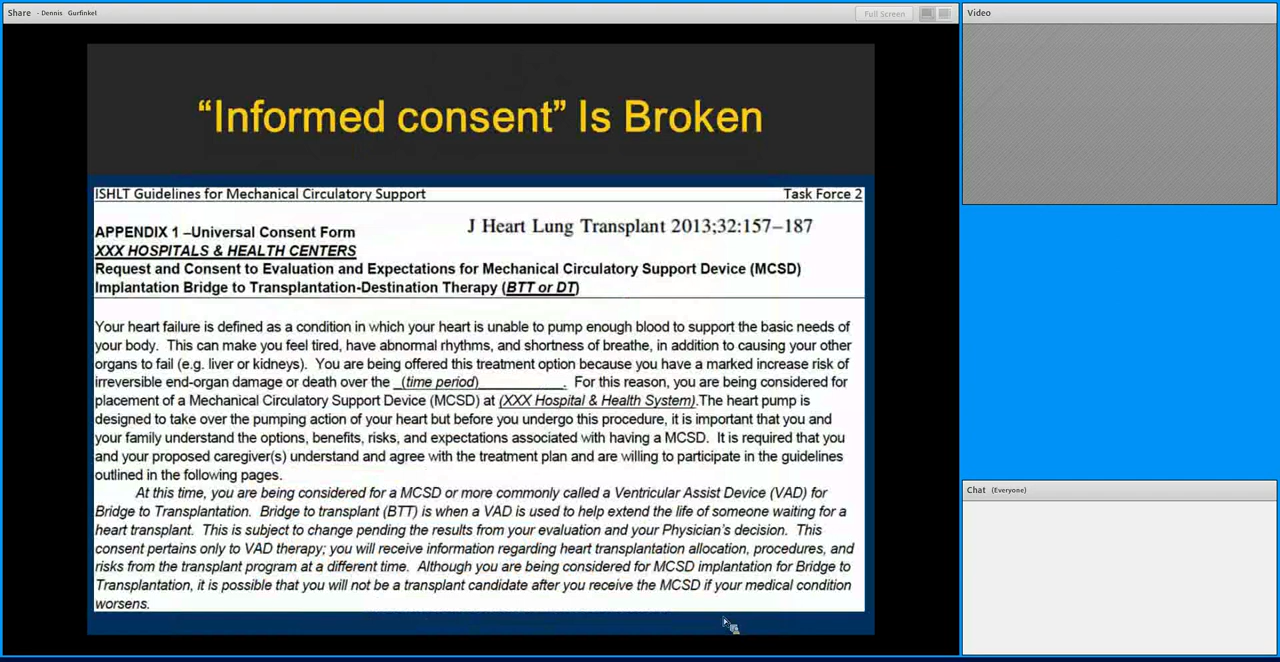 Share - Dennis Gurfinkel
Full Screen
Video
“Informed consent” Is Broken
ISHLT Guidelines for Mechanical Circulatory Support Task Force 2
J Heart Lung Transplant 2013;32:157–187
APPENDIX 1 –Universal Consent Form
XXX HOSPITALS & HEALTH CENTERS
Request and Consent to Evaluation and Expectations for Mechanical Circulatory Support Device (MCSD)
Implantation Bridge to Transplantation-Destination Therapy (BTT or DT)
Your heart failure is defined as a condition in which your heart is unable to pump enough blood to support the basic needs of
your body. This can make you feel tired, have abnormal rhythms, and shortness of breathe, in addition to causing your other
organs to fail (e.g. liver or kidneys). You are being offered this treatment option because you have a marked increase risk of
irreversible end-organ damage or death over the _(time period)__________. For this reason, you are being considered for
placement of a Mechanical Circulatory Support Device (MCSD) at (XXX Hospital & Health System).The heart pump is
designed to take over the pumping action of your heart but before you undergo this procedure, it is important that you and
your family understand the options, benefits, risks, and expectations associated with having a MCSD. It is required that you
and your proposed caregiver(s) understand and agree with the treatment plan and are willing to participate in the guidelines
outlined in the following pages.
At this time, you are being considered for a MCSD or more commonly called a Ventricular Assist Device (VAD) for
Bridge to Transplantation. Bridge to transplant (BTT) is when a VAD is used to help extend the life of someone waiting for a
heart transplant. This is subject to change pending the results from your evaluation and your Physician's decision. This
consent pertains only to VAD therapy; you will receive information regarding heart transplantation allocation, procedures, and
risks from the transplant program at a different time. Although you are being considered for MCSD implantation for Bridge to
Transplantation, it is possible that you will not be a transplant candidate after you receive the MCSD if your medical condition
worsens.
Chat (Everyone)